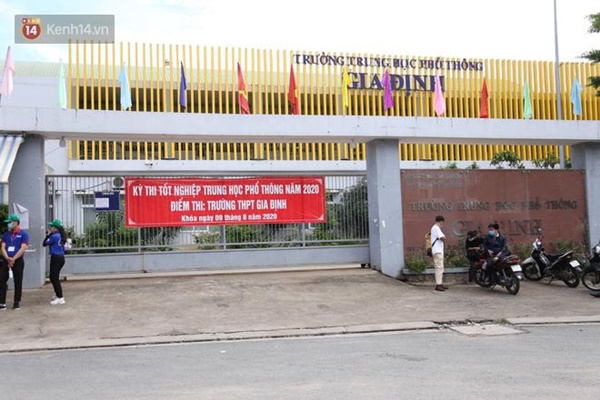 14
Kenh14.vn
TRƯỜNG TRUNG HỌC PHỔ THÔNG
GIA ĐỊNH
KỲ THI TỐT NGHIỆP TRUNG HỌC PHỔ THÔNG NĂM 2020
ĐIỂM THI: TRƯỜNG THPT GIA ĐỊNH
Khóa ngày 09 tháng 8 năm 2020
TRƯỜNG TRUNG HỌC PHỔ THÔNG
GIA ĐỊNH